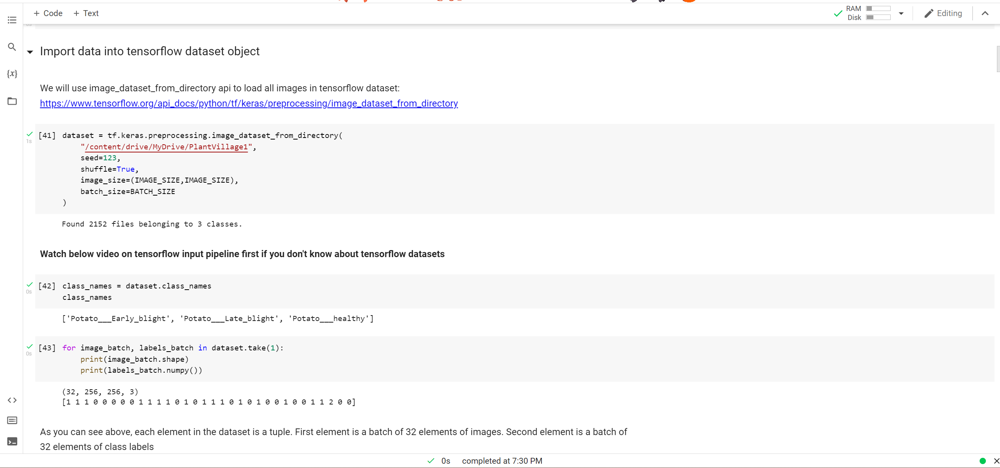 + Code + Text
RAM
Disk
Editing
Import data into tensorflow dataset object
{x}
We will use image_dataset_from_directory api to load all images in tensorflow dataset:
https://www.tensorflow.org/api_docs/python/tf/keras/preprocessing/image_dataset_from_directory
1s
[41] dataset = tf.keras.preprocessing.image_dataset_from_directory(
"/content/drive/MyDrive/PlantVillage1",
seed=123,
shuffle=True,
image_size=(IMAGE_SIZE,IMAGE_SIZE),
batch_size=BATCH_SIZE
)
Found 2152 files belonging to 3 classes.
Watch below video on tensorflow input pipeline first if you don't know about tensorflow datasets
0s
[42] class_names = dataset.class_names
class_names
['Potato___Early_blight', 'Potato___Late_blight', 'Potato___healthy']
0s
[43] for image_batch, labels_batch in dataset.take(1):
print(image_batch.shape)
print(labels_batch.numpy())
(32, 256, 256, 3)
[1 1 1 0 0 0 0 0 1 1 1 1 0 1 0 1 1 1 0 1 0 1 0 0 1 0 0 1 1 2 0 0]
As you can see above, each element in the dataset is a tuple. First element is a batch of 32 elements of images. Second element is a batch of
32 elements of class labels
0s completed at 7:30 PM